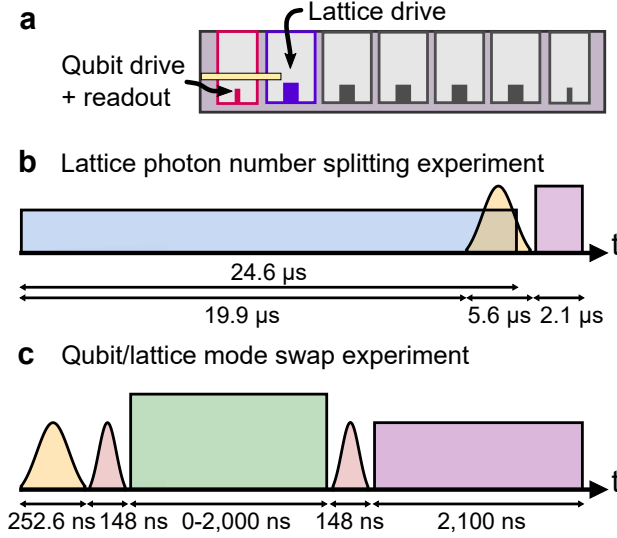 a
Lattice drive
Qubit drive
+ readout
b Lattice photon number splitting experiment
t
24.6 µs
19.9 µs 5.6 µs 2.1 µs
c Qubit/lattice mode swap experiment
t
252.6 ns 148 ns 0-2,000 ns 148 ns 2,100 ns